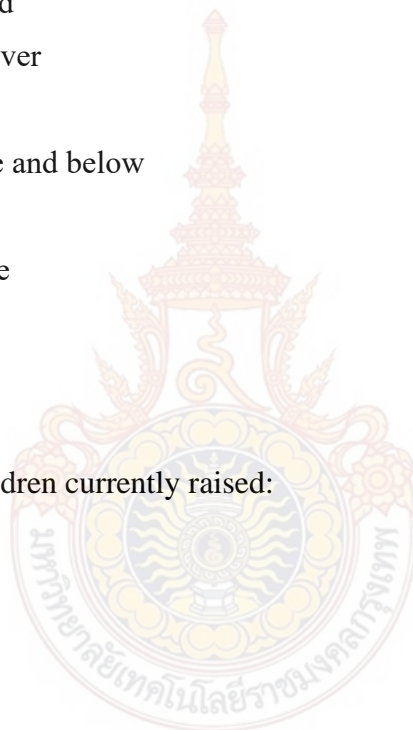 d
ver
e and below
e
dren currently raised:
มหาวิทยาลัยเทคโนโลยีราชมงคลกรุงเทพ